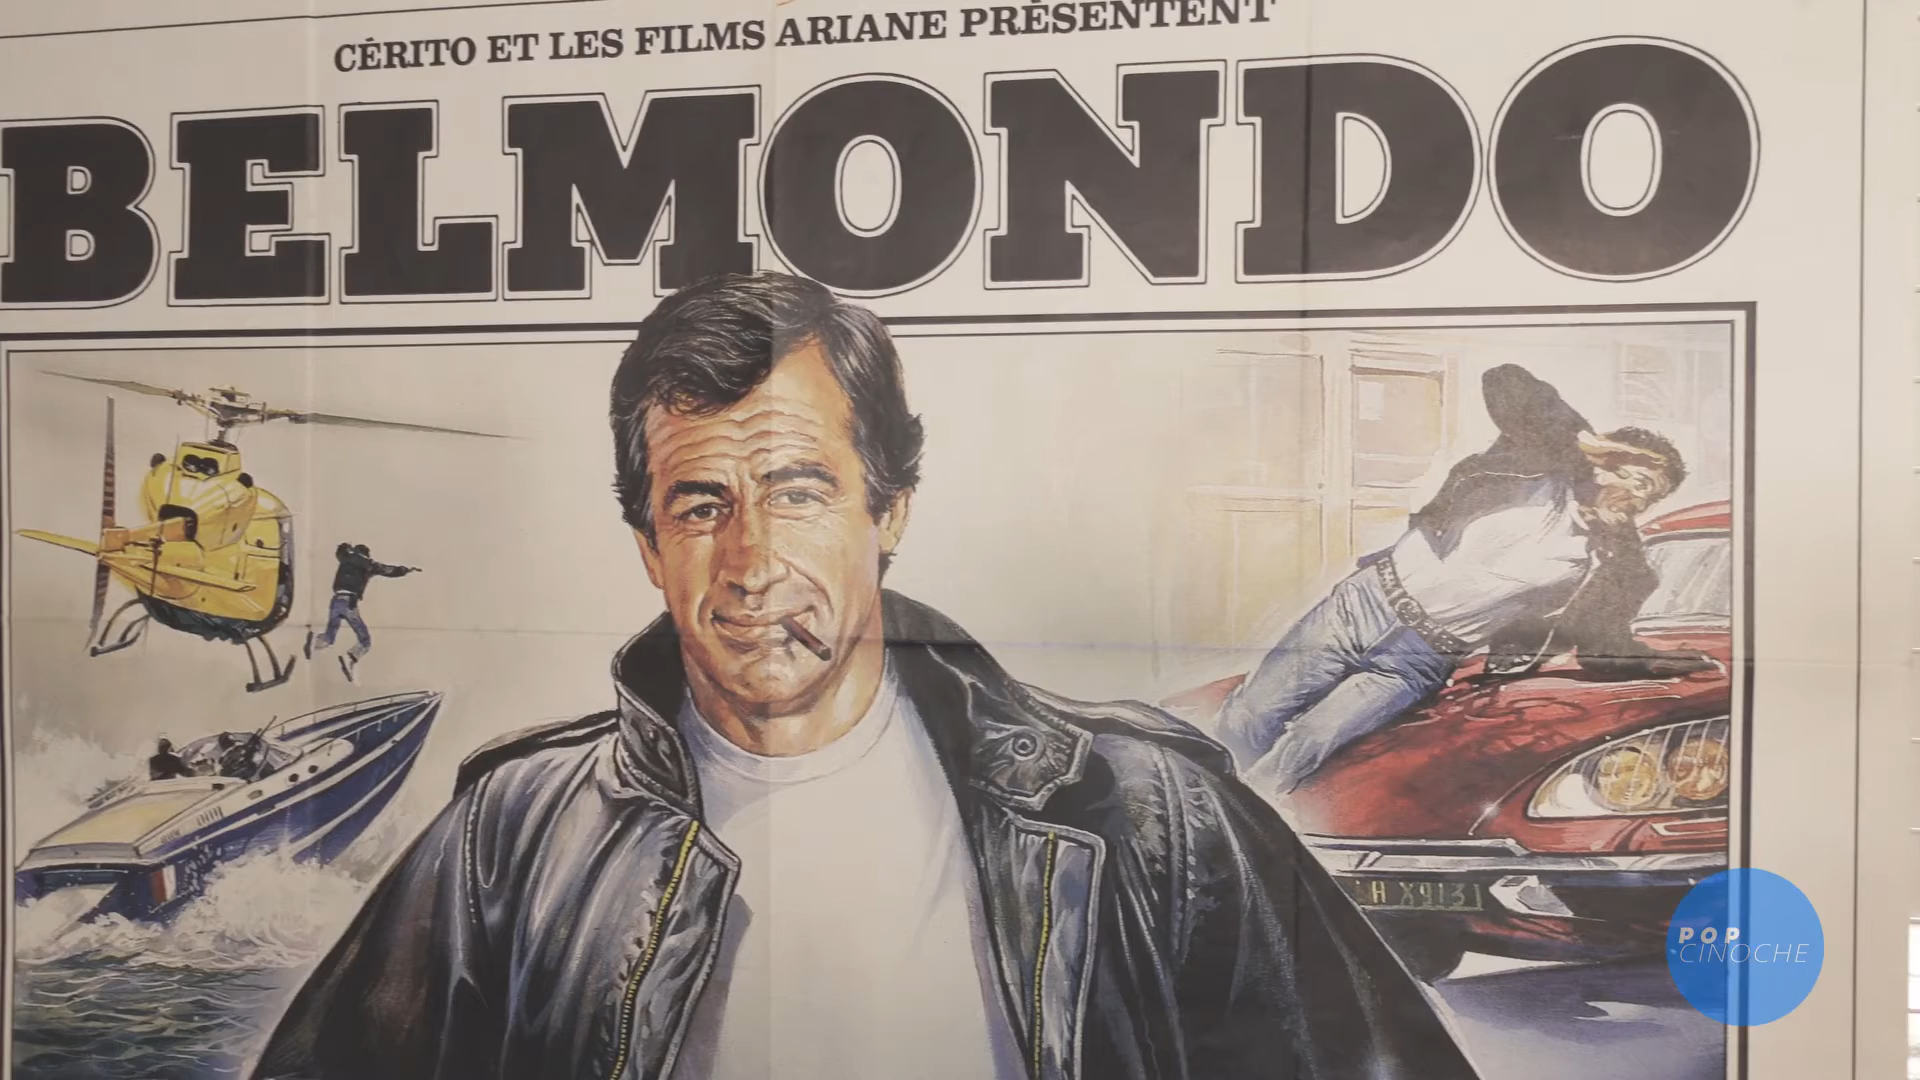 CÉRITO ET LES FILMS ARIANE PRÉSENTENT
BELMONDO
POP
CINOCHE